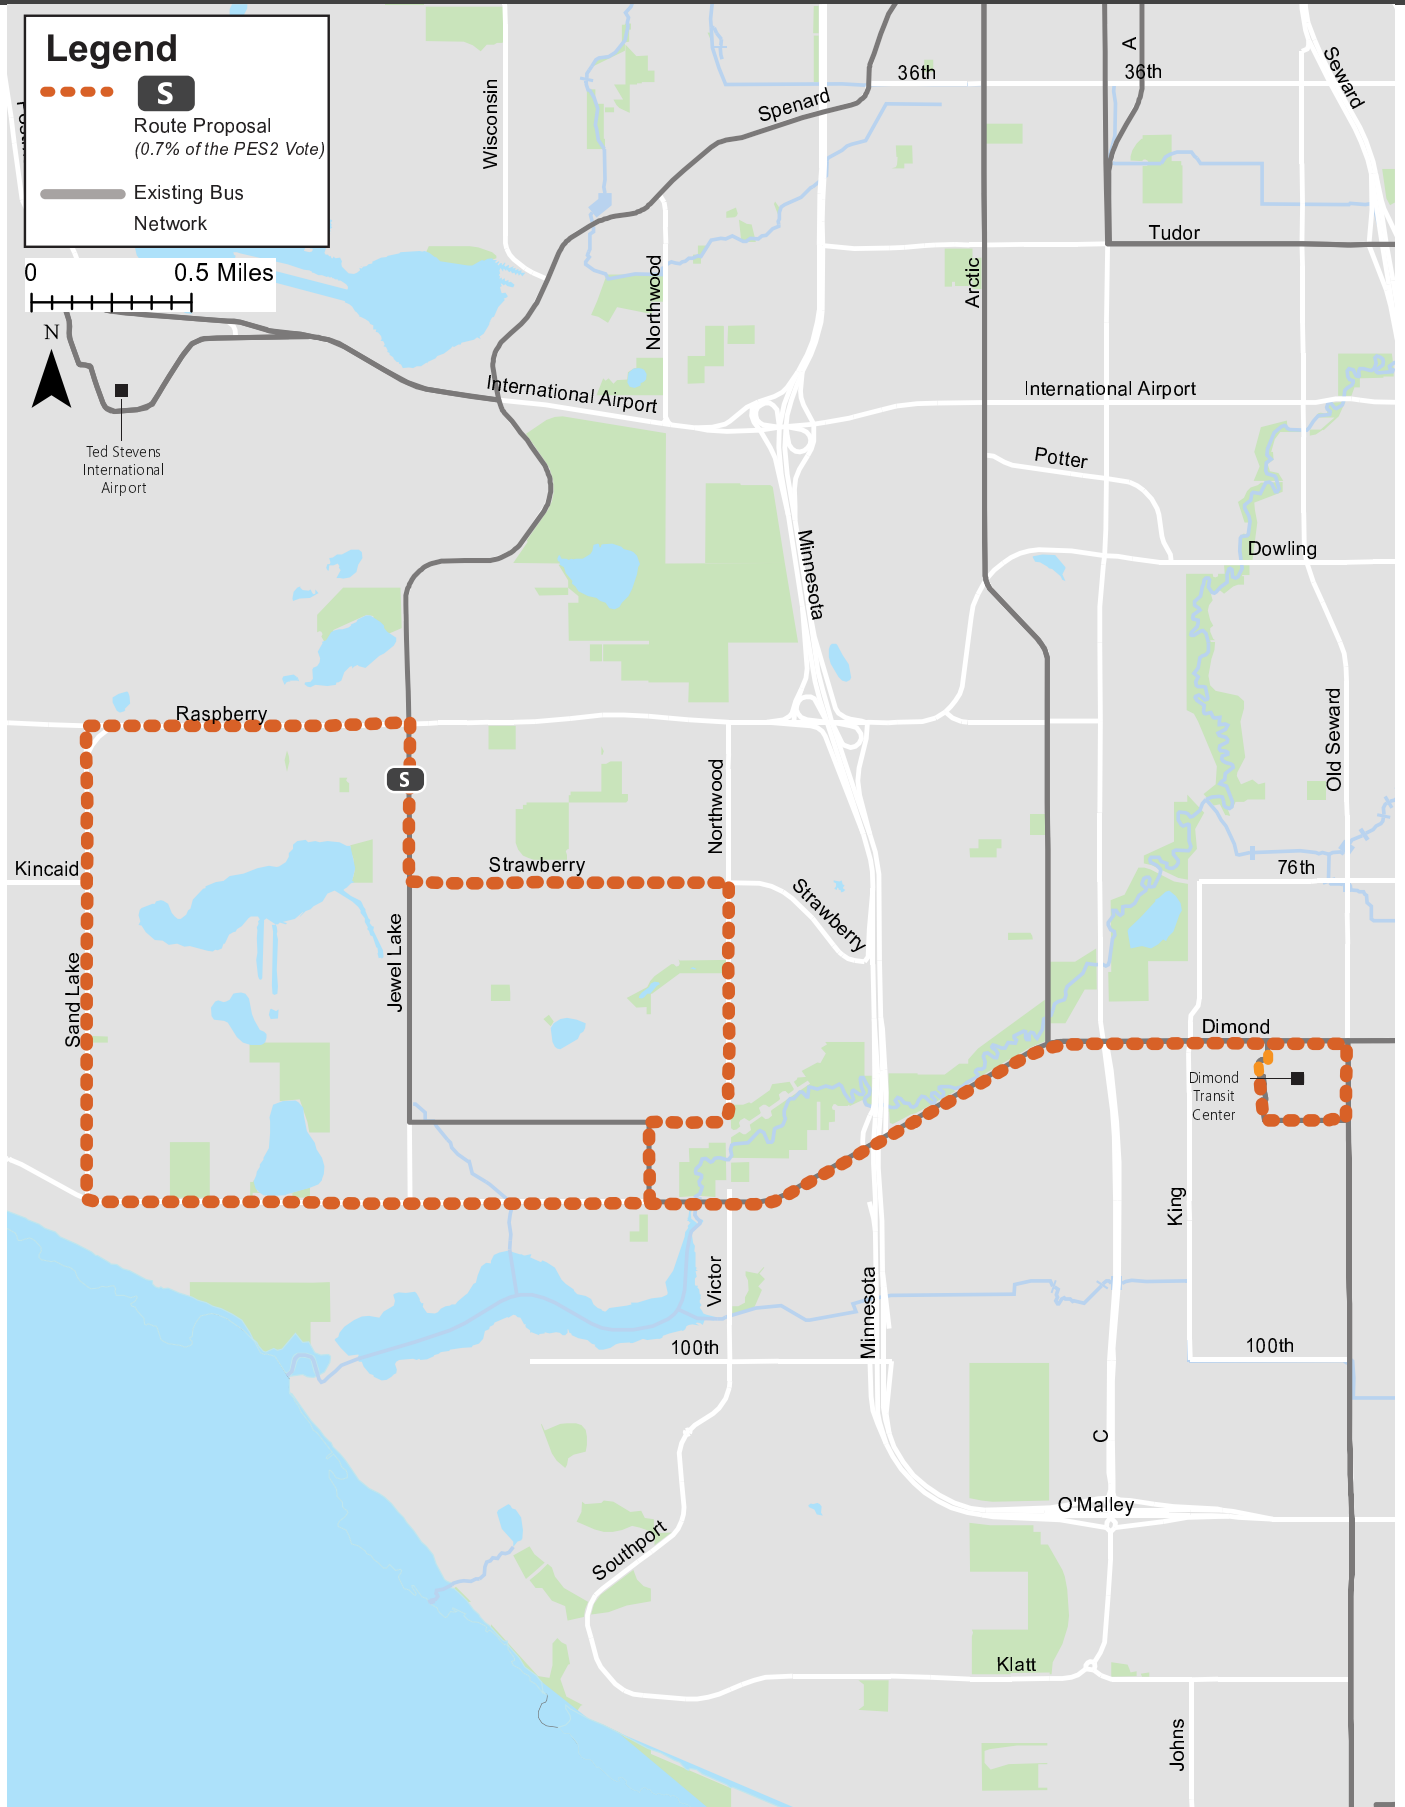 Legend
S
Route Proposal
(0.7% of the PES2 Vote)
Existing Bus
Network
0 0.5 Miles
N
Wisconsin
Spenard
36th
36th
A
Seward
Tudor
Northwood
Arctic
International Airport
International Airport
Ted Stevens
International
Airport
Potter
Minnesota
Dowling
Raspberry
S
Northwood
Old Seward
Kincaid
Strawberry
Strawberry
76th
Sand Lake
Jewel Lake
Dimond
Dimond
Transit
Center
King
Victor
Minnesota
100th
100th
C
O'Malley
Southport
Klatt
Johns